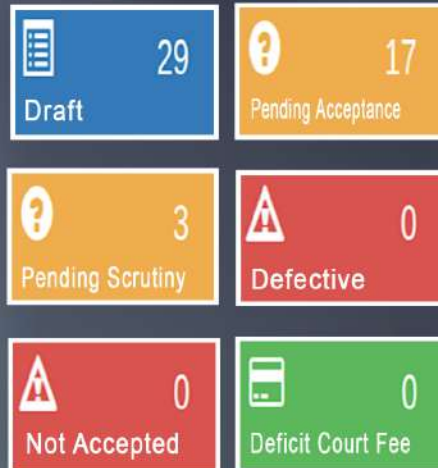 29
Draft
17
Pending Acceptance
3
Pending Scrutiny
0
Defective
0
Not Accepted
0
Deficit Court Fee